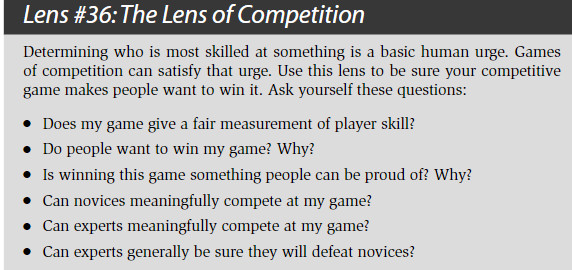 Lens #36: The Lens of Competition
Determining who is most skilled at something is a basic human urge. Games
of competition can satisfy that urge. Use this lens to be sure your competitive
game makes people want to win it. Ask yourself these questions:
● Does my game give a fair measurement of player skill?
● Do people want to win my game? Why?
● Is winning this game something people can be proud of? Why?
● Can novices meaningfully compete at my game?
● Can experts meaningfully compete at my game?
● Can experts generally be sure they will defeat novices?